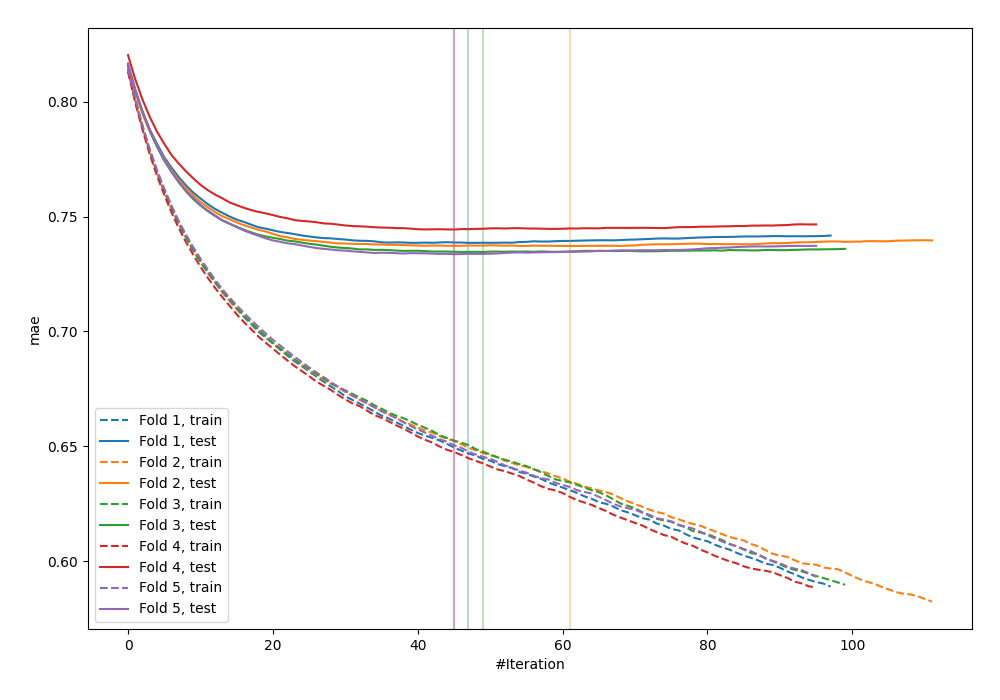 0.80
0.75
0.70
0.65
0.60
mae
Fold 1, train
Fold 1, test
Fold 2, train
Fold 2, test
Fold 3, train
Fold 3, test
Fold 4, train
Fold 4, test
Fold 5, train
Fold 5, test
0 20 40 60 80 100
#Iteration